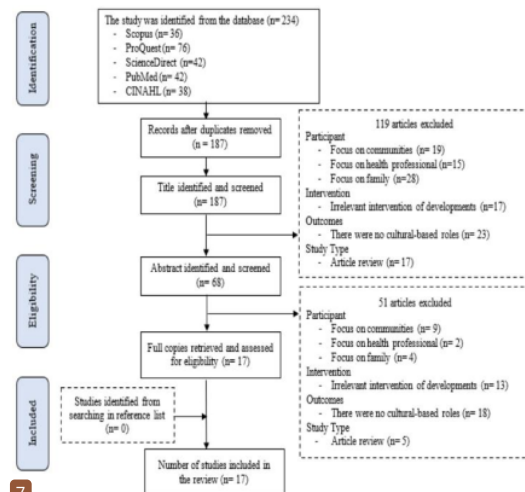 Identification
The study was identified from the database (n=234)
- Scopus (n=36)
- ProQuest (n=76)
- ScienceDirect (n=42)
- PubMed (n=42)
- CINAHL (n=38)
Screening
Records after duplicates removed
(n = 187)
Title identified and screened
(n=187)
119 articles excluded
Participant
- Focus on communities (n= 19)
- Focus on health professional (n=15)
- Focus on family (n=28)
Intervention
- Irrelevant intervention of developments (n=17)
Outcomes
- There were no cultural-based roles (n= 23)
Study Type
- Article review (n= 17)
Eligibility
Abstract identified and screened
(n= 68)
Full copies retrieved and assessed
for eligibility (n= 17)
51 articles excluded
Participant
- Focus on communities (n= 9)
- Focus on health professional (n= 2)
- Focus on family (n= 4)
Intervention
- Irrelevant intervention of developments (n= 13)
Outcomes
- There were no cultural-based roles (n= 18)
Study Type
- Article review (n= 5)
Included
Studies identified from
searching in reference list
(n= 0)
Number of studies included in
the review (n= 17)
7